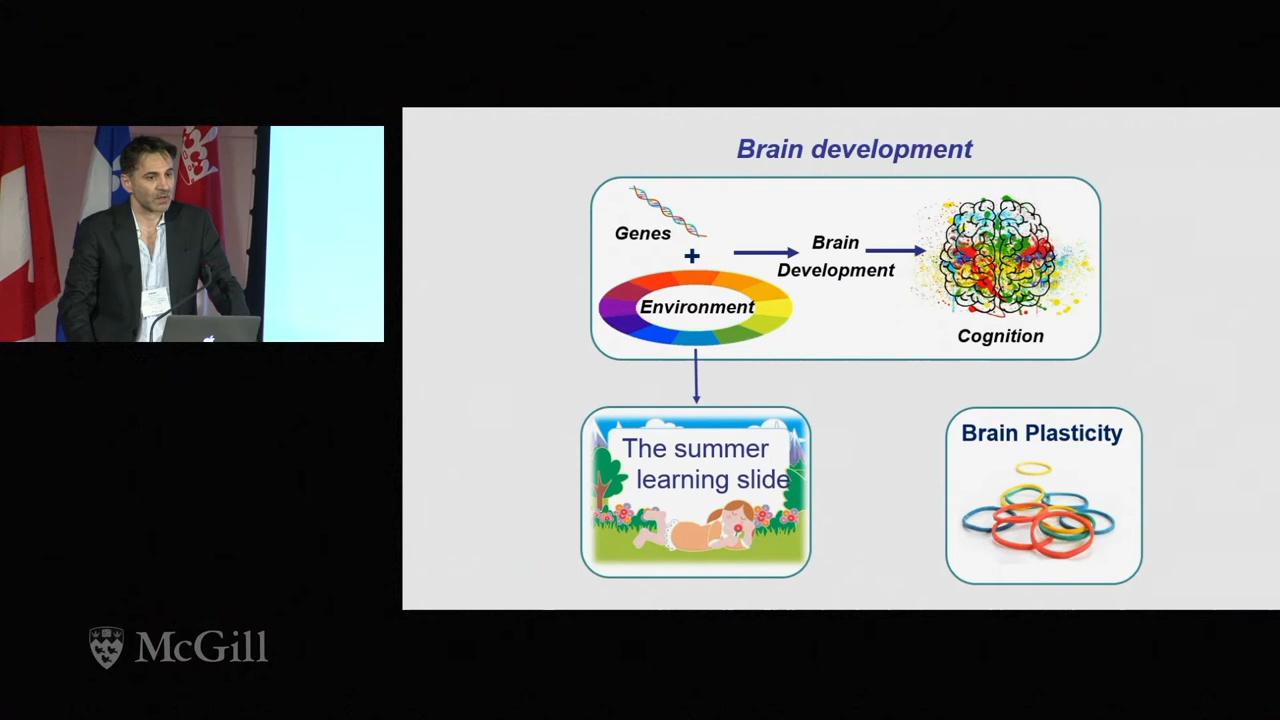 Brain development
Genes
+
Environment
Brain
Development
Cognition
The summer
learning slide
Brain Plasticity
McGill